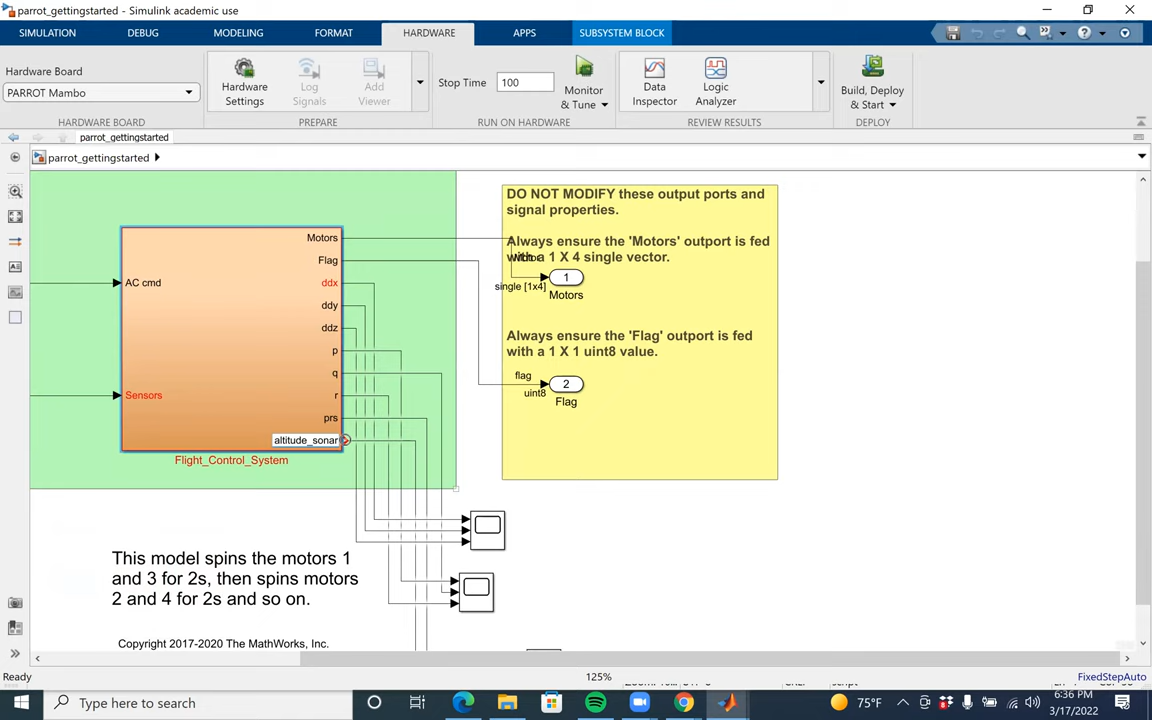 parrot_gettingstarted - Simulink academic use
SIMULATION DEBUG MODELING FORMAT HARDWARE APPS SUBSYSTEM BLOCK
Hardware Board
PARROT Mambo
Hardware Settings
Log Signals
Add Viewer
Stop Time 100
Monitor & Tune
Data Inspector
Logic Analyzer
Build, Deploy & Start
HARDWARE BOARD PREPARE RUN ON HARDWARE REVIEW RESULTS DEPLOY
parrot_gettingstarted
parrot_gettingstarted
DO NOT MODIFY these output ports and
signal properties.
Always ensure the 'Motors' outport is fed
with a 1 X 4 single vector.
single [1x4]
1
Motors
Always ensure the 'Flag' outport is fed
with a 1 X 1 uint8 value.
flag
uint8
2
Flag
Motors
Flag
AC cmd
ddx
ddy
ddz
p
q
Sensors
r
prs
altitude_sonar
Flight_Control_System
This model spins the motors 1
and 3 for 2s, then spins motors
2 and 4 for 2s and so on.
Copyright 2017-2020 The MathWorks, Inc.
Ready 125% FixedStepAuto
Type here to search
75°F
6:36 PM
3/17/2022